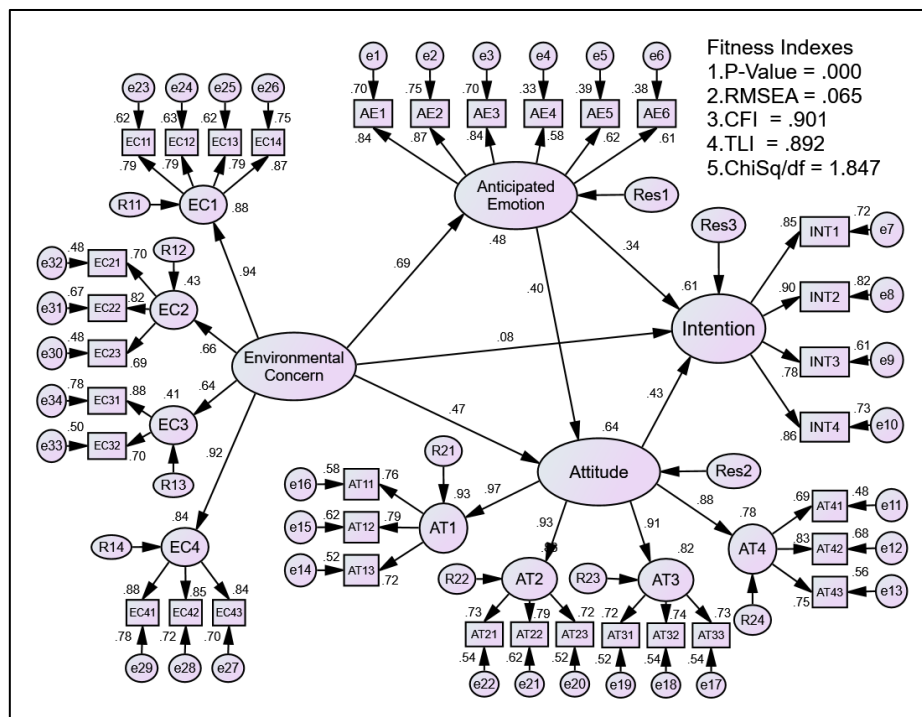 Fitness Indexes
1.P-Value = .000
2.RMSEA = .065
3.CFI = .901
4.TLI = .892
5.ChiSq/df = 1.847
e1 e2 e3 e4 e5 e6
.70 .75 .70 .33 .39 .38
AE1 AE2 AE3 AE4 AE5 AE6
.84 .87 .84 .58 .62 .61
Anticipated
Emotion
.48
Res1
e23 e24 e25 e26
.62 .63 .62 .75
EC11 EC12 EC13 EC14
.79 .79 .79 .87
R11 EC1 .88
.94
.69
.34
.40
R12
.48 .70 .43
e32 EC21
.67 .82
e31 EC22 EC2
.48
e30 EC23 .69
.66
Environmental
Concern
.08
.47
.78 .88 .41 .64
e34 EC31
EC3
.50
e33 EC32 .70
R13
.92
.84
R14 EC4
.88 .85 .84
EC41 EC42 EC43
.78 .72 .70
e29 e28 e27
Res3
.61
Intention
.85 INT1 .72 e7
.90 INT2 .82 e8
.78 INT3 .61 e9
.86 INT4 .73 e10
.43
.64
Attitude
Res2
R21
.58 .76
e16 AT11
.93 .97
.62 .79
e15 AT12 AT1
.52
e14 AT13 .72
.93 .91 .88
R22 AT2
R23 AT3 .82
.78
AT4
R24
.69 AT41 .48 e11
.83 AT42 .68 e12
.75 AT43 .56 e13
.73 .79 .72 .72 .74 .73
AT21 AT22 AT23 AT31 AT32 AT33
.54 .62 .52 .52 .54 .54
e22 e21 e20 e19 e18 e17